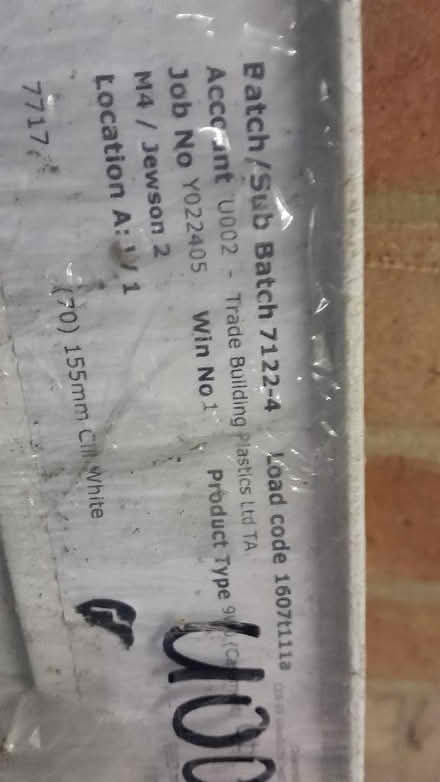 Batch/Sub Batch 7122-4 Load code 1607t111a
Account U002 - Trade Building Plastics Ltd TA
Job No Y022405 Win No 1 Product Type
M4 / Jewson 2
Location A: 1 / 1
(70) 155mm Cill White
7717
U00